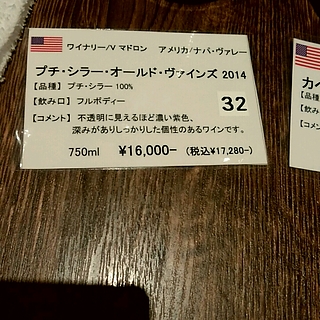 ワイナリー/V マドロン アメリカ/ナパ・ヴァレー
プチ・シラー・オールド・ヴァインズ 2014
【品種】 プチ・シラー 100%
【飲み口】 フルボディー
32
【コメント】 不透明に見えるほど濃い紫色、
深みがありしっかりした個性のあるワインです。
750ml ¥16,000− (税込¥17,280−)
カベ
【品種
【飲み
【コメン